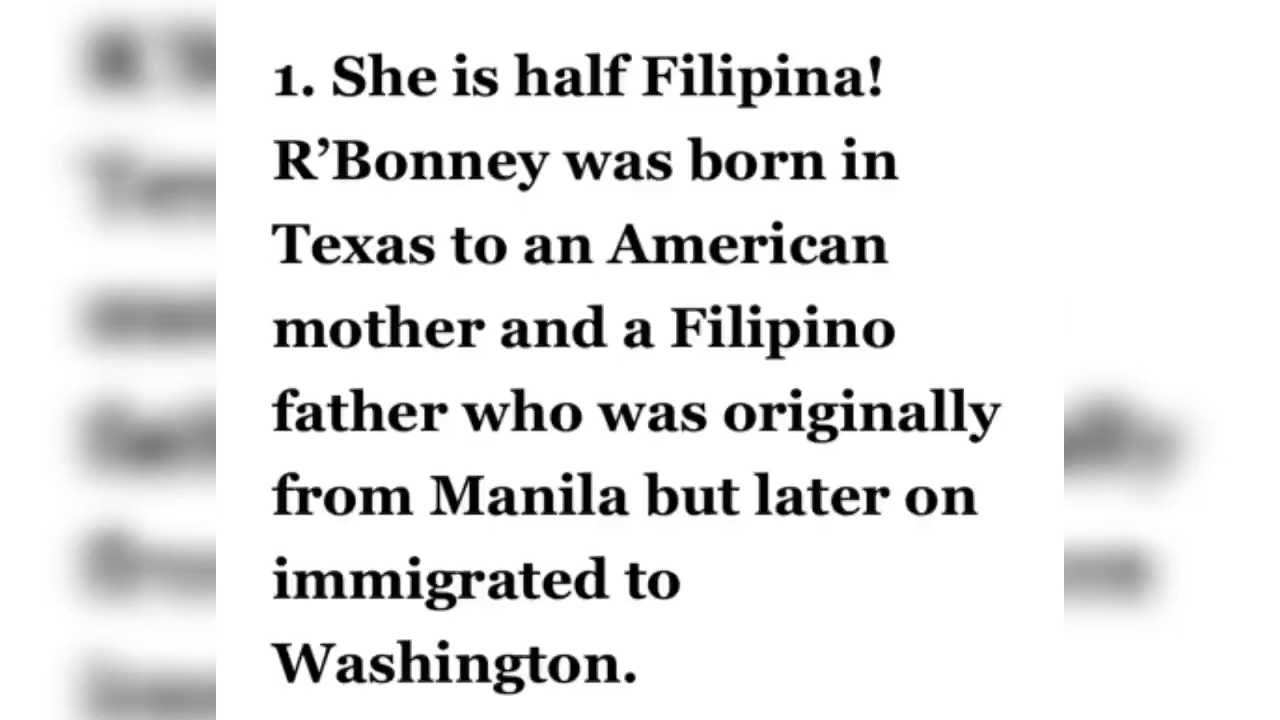 1. She is half Filipina!
R’Bonney was born in
Texas to an American
mother and a Filipino
father who was originally
from Manila but later on
immigrated to
Washington.